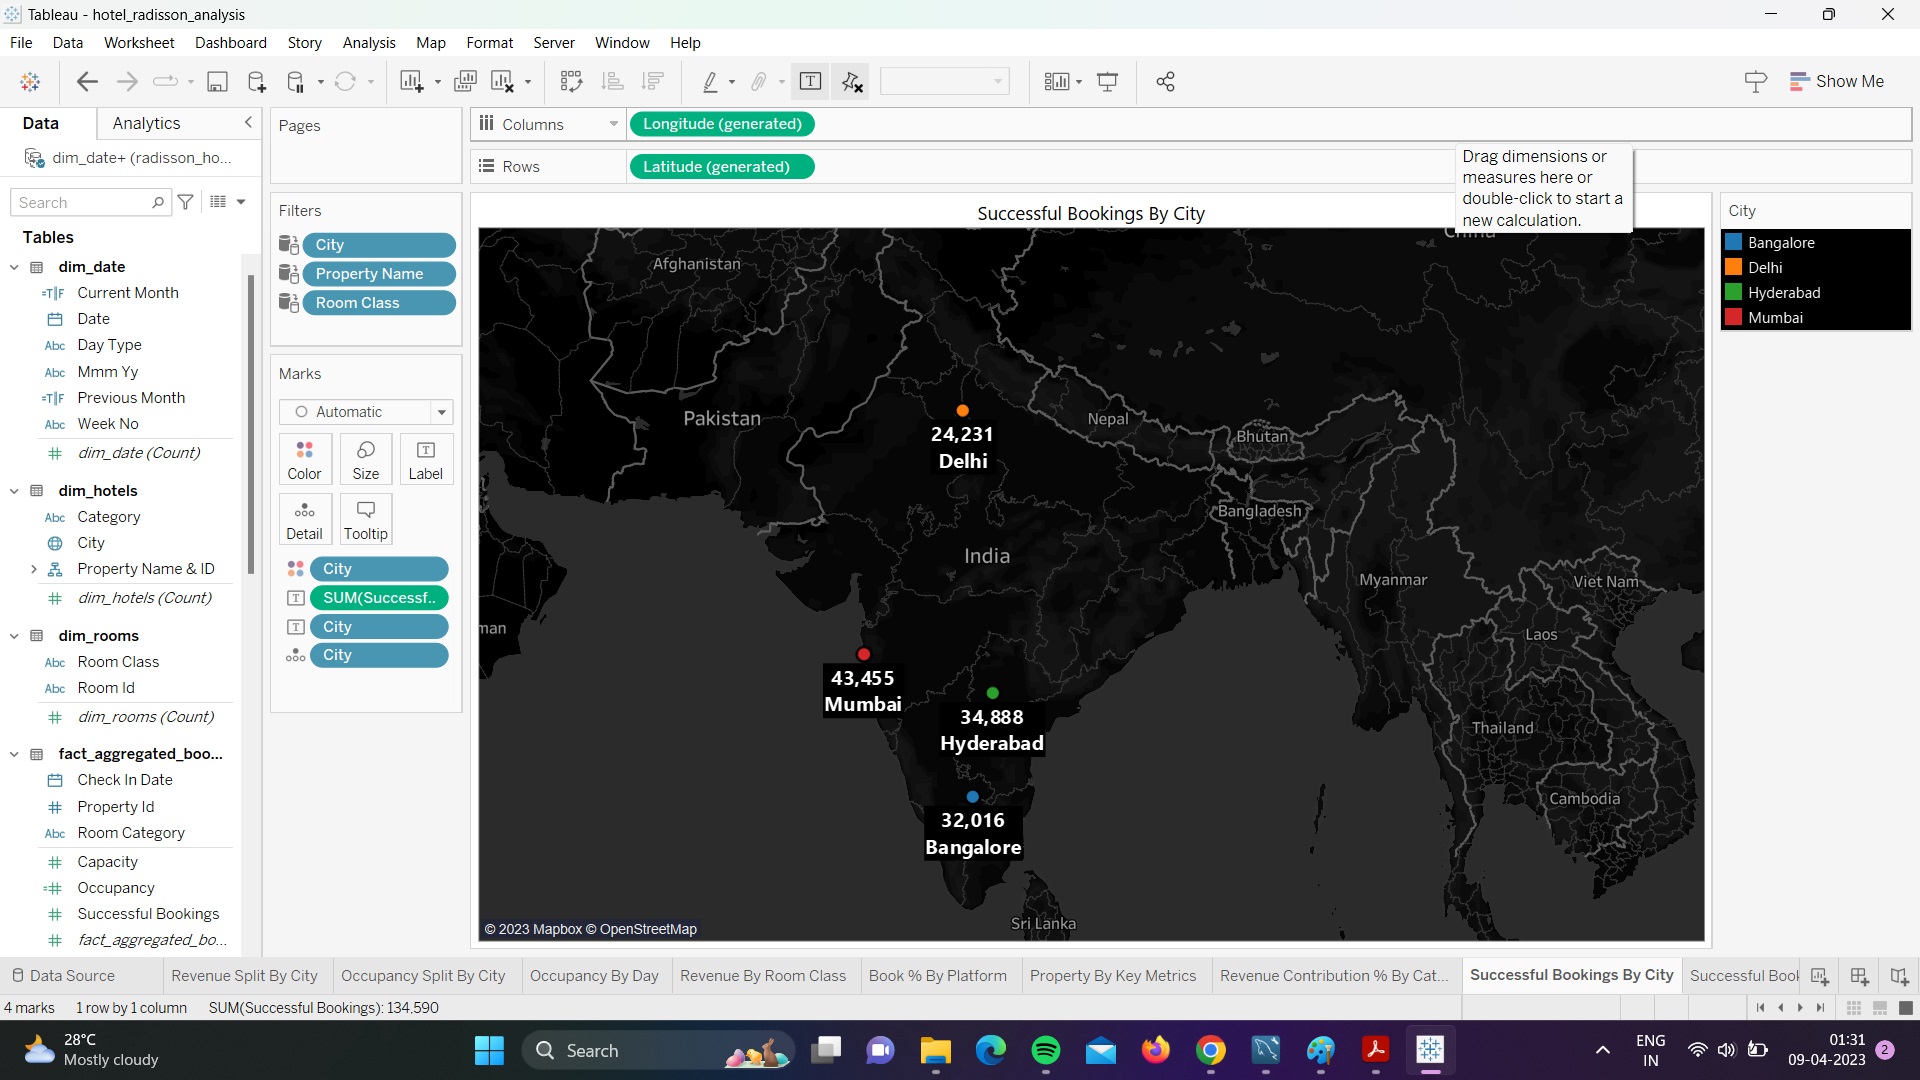 Tableau - hotel_radisson_analysis
File Data Worksheet Dashboard Story Analysis Map Format Server Window Help
Show Me
Data Analytics
dim_date+ (radisson_ho...
Search
Tables
dim_date
=T|F Current Month
Date
Abc Day Type
Abc Mmm Yy
=T|F Previous Month
Abc Week No
# dim_date (Count)
dim_hotels
Abc Category
City
Property Name & ID
# dim_hotels (Count)
dim_rooms
Abc Room Class
Abc Room Id
# dim_rooms (Count)
fact_aggregated_boo...
Check In Date
# Property Id
Abc Room Category
# Capacity
=# Occupancy
# Successful Bookings
# fact_aggregated_bo...
Pages
Filters
City
Property Name
Room Class
Marks
Automatic
Color Size Label
Detail Tooltip
City
SUM(Successf..
City
City
Columns Longitude (generated)
Rows Latitude (generated)
Drag dimensions or
measures here or
double-click to start a
new calculation.
Successful Bookings By City
Afghanistan
China
Pakistan
Nepal
Bhutan
24,231
Delhi
Bangladesh
India
Myanmar
Viet Nam
man
Laos
43,455
Mumbai
34,888
Hyderabad
Thailand
Cambodia
32,016
Bangalore
Sri Lanka
© 2023 Mapbox © OpenStreetMap
City
Bangalore
Delhi
Hyderabad
Mumbai
Data Source Revenue Split By City Occupancy Split By City Occupancy By Day Revenue By Room Class Book % By Platform Property By Key Metrics Revenue Contribution % By Cat... Successful Bookings By City Successful Book
4 marks 1 row by 1 column SUM(Successful Bookings): 134.590
28°C
Mostly cloudy
Search
ENG
IN
01:31
09-04-2023
2